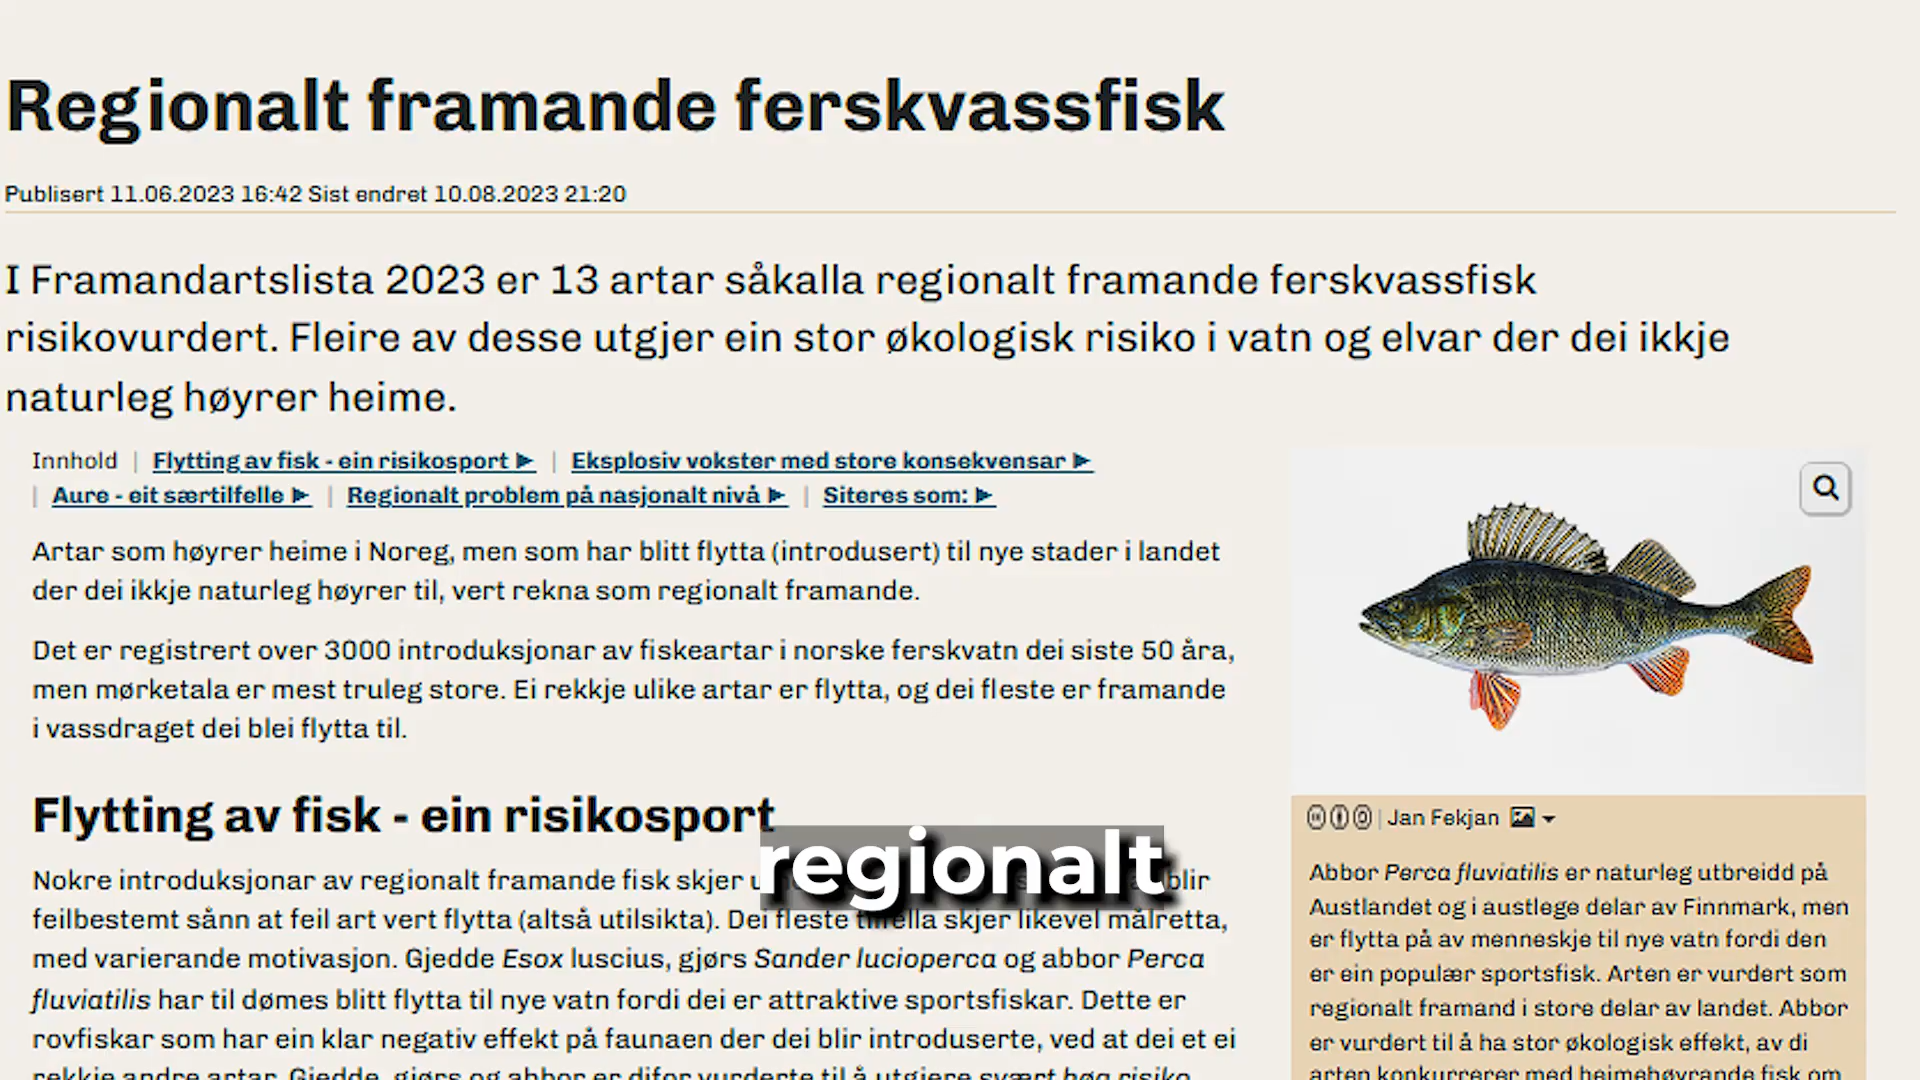 Regionalt framande ferskvassfisk
Publisert 11.06.2023 16:42 Sist endret 10.08.2023 21:20
I Framandartslista 2023 er 13 artar såkalla regionalt framande ferskvassfisk
risikovurdert. Fleire av desse utgjer ein stor økologisk risiko i vatn og elvar der dei ikkje
naturleg høyrer heime.
Innhold | Flytting av fisk - ein risikosport | Eksplosiv vokster med store konsekvensar
| Aure - eit særtilfelle | Regionalt problem på nasjonalt nivå | Siteres som:
Artar som høyrer heime i Noreg, men som har blitt flytta (introdusert) til nye stader i landet
der dei ikkje naturleg høyrer til, vert rekna som regionalt framande.
Det er registrert over 3000 introduksjonar av fiskeartar i norske ferskvatn dei siste 50 åra,
men mørketala er mest truleg store. Ei rekkje ulike artar er flytta, og dei fleste er framande
i vassdraget dei blei flytta til.
Flytting av fisk - ein risikosport
Nokre introduksjonar av regionalt framande fisk skjer blir
feilbestemt sånn at feil art vert flytta (altså utilsikta). Dei fleste skjer likevel målretta,
med varierande motivasjon. Gjedde Esox luscius, gjørs Sander lucioperca og abbor Perca
fluviatilis har til dømes blitt flytta til nye vatn fordi dei er attraktive sportsfiskar. Dette er
rovfiskar som har ein klar negativ effekt på faunaen der dei blir introduserte, ved at dei et ei
rekkje andre artar. Gjedde, gjørs og abbor er difor vurderte til å utgjere svært høg risiko
regionalt
Jan Fekjan
Abbor Perca fluviatilis er naturleg utbreidd på
Austlandet og i austlege delar av Finnmark, men
er flytta på av menneskje til nye vatn fordi den
er ein populær sportsfisk. Arten er vurdert som
regionalt framand i store delar av landet. Abbor
er vurdert til å ha stor økologisk effekt, av di
arten konkurrerer med heimehøyrande fisk om